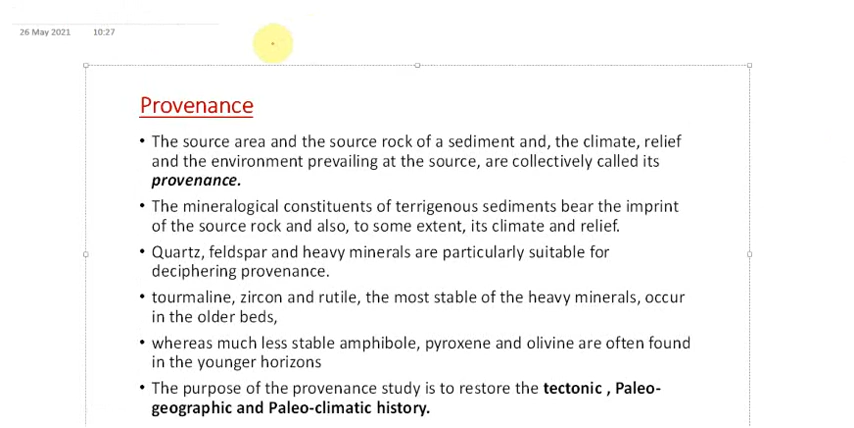 26 May 2021 10:27
Provenance
• The source area and the source rock of a sediment and, the climate, relief
and the environment prevailing at the source, are collectively called its
provenance.
• The mineralogical constituents of terrigenous sediments bear the imprint
of the source rock and also, to some extent, its climate and relief.
• Quartz, feldspar and heavy minerals are particularly suitable for
deciphering provenance.
• tourmaline, zircon and rutile, the most stable of the heavy minerals, occur
in the older beds,
• whereas much less stable amphibole, pyroxene and olivine are often found
in the younger horizons
• The purpose of the provenance study is to restore the tectonic , Paleo-
geographic and Paleo-climatic history.